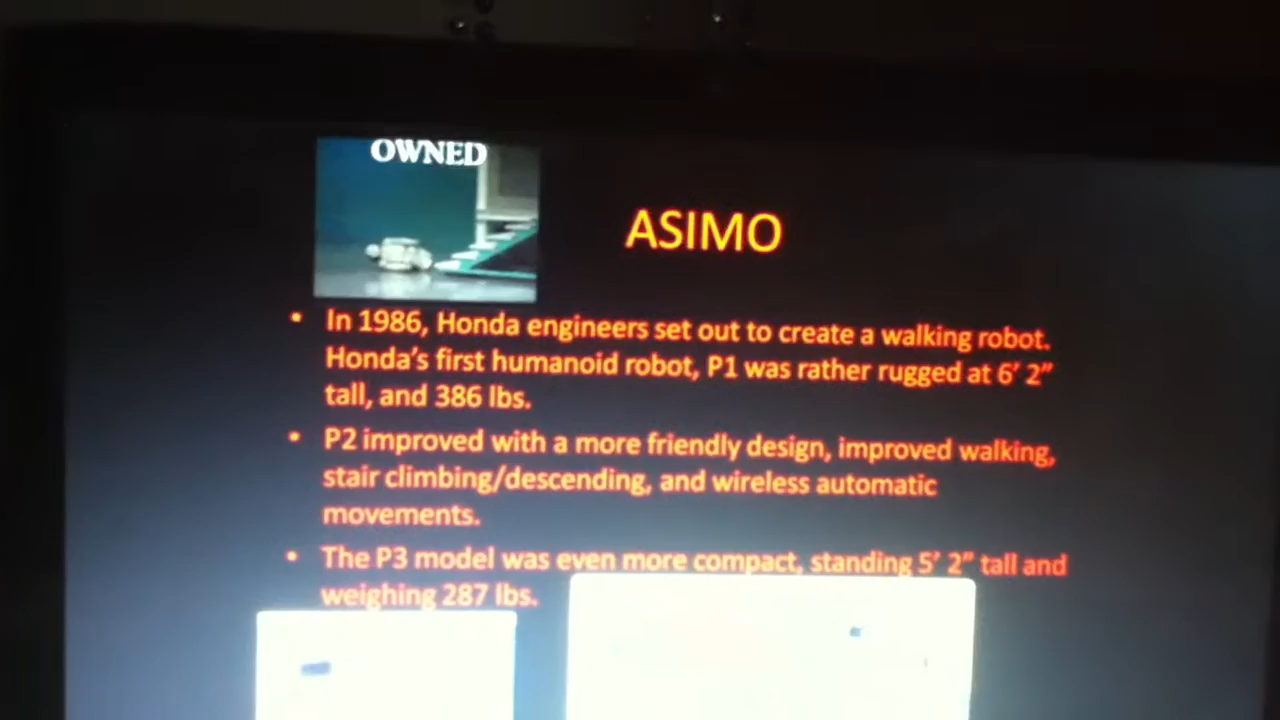 OWNED
ASIMO
• In 1986, Honda engineers set out to create a walking robot.
Honda's first humanoid robot, P1 was rather rugged at 6' 2"
tall, and 386 lbs.
• P2 improved with a more friendly design, improved walking,
stair climbing/descending, and wireless automatic
movements.
• The P3 model was even more compact, standing 5' 2" tall and
weighing 287 lbs.